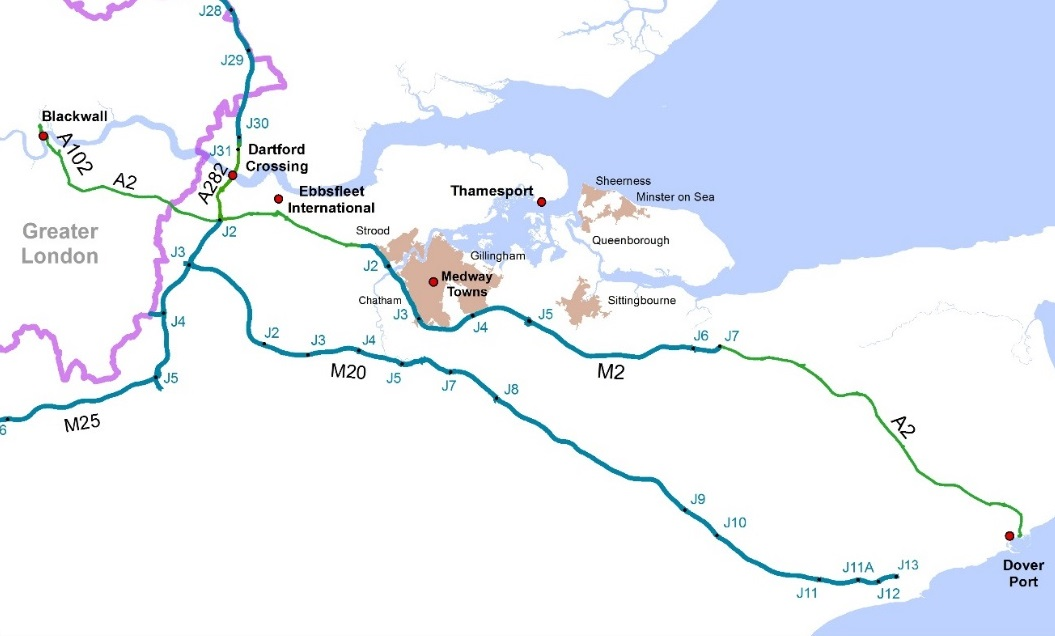 J28
J29
Blackwall
J30
A102
J31
Dartford
Crossing
A2
A282
Ebbsfleet
International
Thamesport
Sheerness
Minster on Sea
Greater
London
J2
Strood
Queenborough
J3
J2
Gillingham
Medway
Towns
Chatham
Sittingbourne
J3
J4
J5
J4
J2
J3
J4
J6
J7
J5
M20
J5
J7
M2
J8
6
M25
A2
J9
J10
J11
J11A
J13
J12
Dover
Port